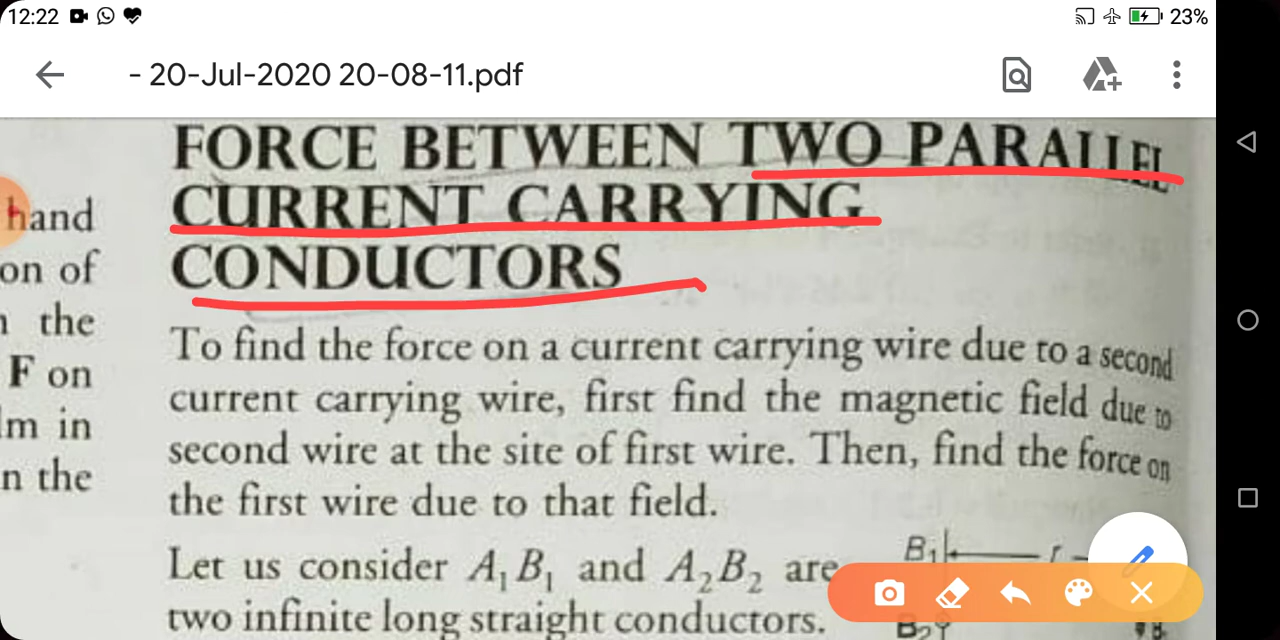 12:22
23%
- 20-Jul-2020 20-08-11.pdf
FORCE BETWEEN TWO PARALLEL
CURRENT CARRYING
CONDUCTORS
To find the force on a current carrying wire due to a second
current carrying wire, first find the magnetic field due to
second wire at the site of first wire. Then, find the force on
the first wire due to that field.
Let us consider A₁B₁ and A₂B₂ are
two infinite long straight conductors.
hand
on of
the
F on
lm in
n the
B₁ r
B₂